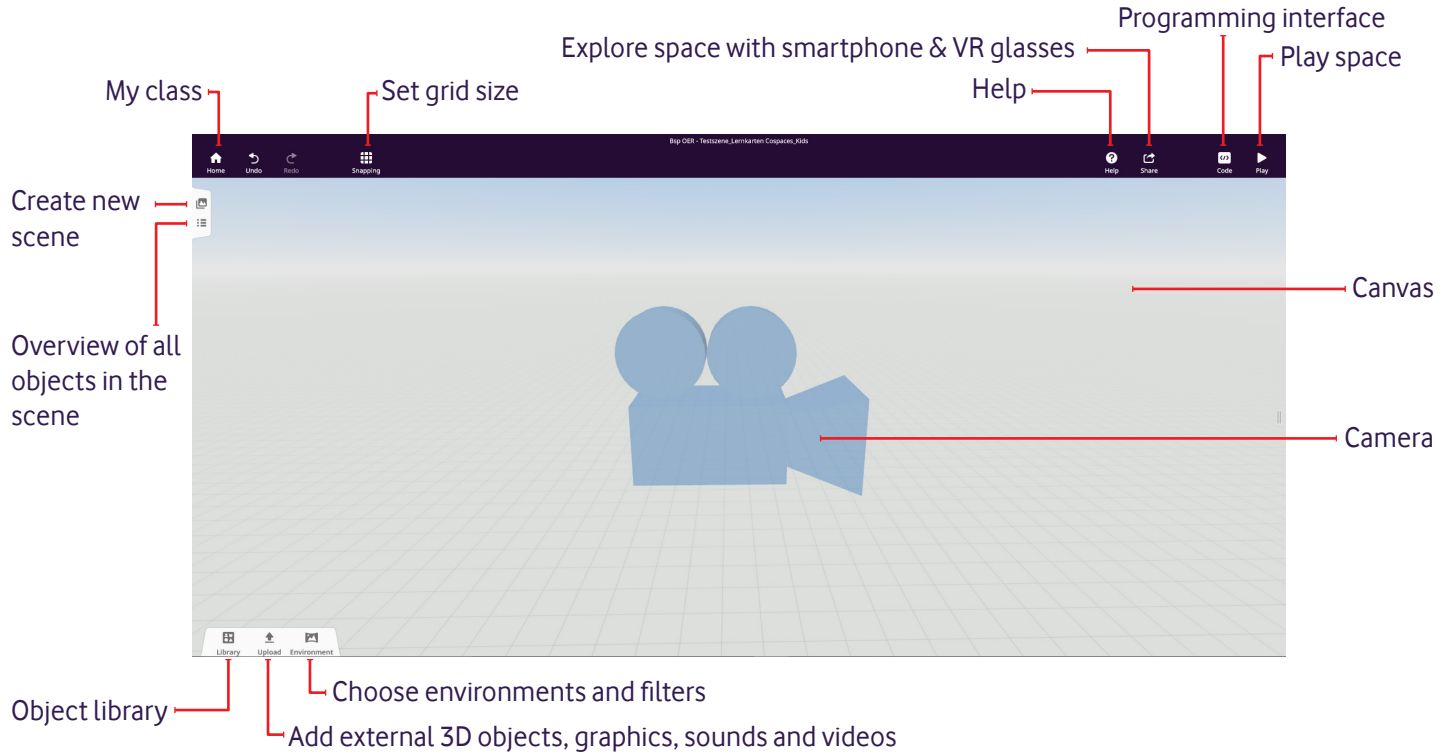 Programming interface
Explore space with smartphone & VR glasses
Play space
My class
Set grid size
Help
Bsp OER - Testszene_Lernkarten Cospaces_Kids
Home
Undo
Redo
Snapping
Help
Share
Code
Play
Create new
scene
Canvas
Overview of all
objects in the
scene
Camera
Library
Upload
Environment
Choose environments and filters
Object library
Add external 3D objects, graphics, sounds and videos